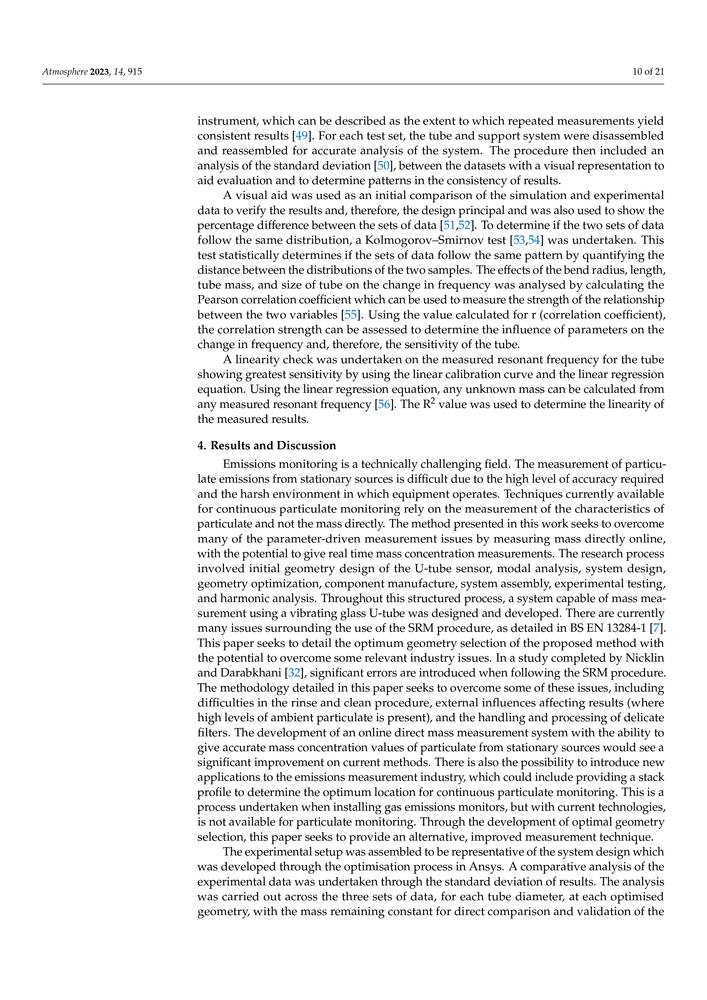 Atmosphere 2023, 14, 915
10 of 21
instrument, which can be described as the extent to which repeated measurements yield
consistent results [49]. For each test set, the tube and support system were disassembled
and reassembled for accurate analysis of the system. The procedure then included an
analysis of the standard deviation [50], between the datasets with a visual representation to
aid evaluation and to determine patterns in the consistency of results.
A visual aid was used as an initial comparison of the simulation and experimental
data to verify the results and, therefore, the design principal and was also used to show the
percentage difference between the sets of data [51,52]. To determine if the two sets of data
follow the same distribution, a Kolmogorov–Smirnov test [53,54] was undertaken. This
test statistically determines if the sets of data follow the same pattern by quantifying the
distance between the distributions of the two samples. The effects of the bend radius, length,
tube mass, and size of tube on the change in frequency was analysed by calculating the
Pearson correlation coefficient which can be used to measure the strength of the relationship
between the two variables [55]. Using the value calculated for r (correlation coefficient),
the correlation strength can be assessed to determine the influence of parameters on the
change in frequency and, therefore, the sensitivity of the tube.
A linearity check was undertaken on the measured resonant frequency for the tube
showing greatest sensitivity by using the linear calibration curve and the linear regression
equation. Using the linear regression equation, any unknown mass can be calculated from
any measured resonant frequency [56]. The R² value was used to determine the linearity of
the measured results.
4. Results and Discussion
Emissions monitoring is a technically challenging field. The measurement of particu-
late emissions from stationary sources is difficult due to the high level of accuracy required
and the harsh environment in which equipment operates. Techniques currently available
for continuous particulate monitoring rely on the measurement of the characteristics of
particulate and not the mass directly. The method presented in this work seeks to overcome
many of the parameter-driven measurement issues by measuring mass directly online,
with the potential to give real time mass concentration measurements. The research process
involved initial geometry design of the U-tube sensor, modal analysis, system design,
geometry optimization, component manufacture, system assembly, experimental testing,
and harmonic analysis. Throughout this structured process, a system capable of mass mea-
surement using a vibrating glass U-tube was designed and developed. There are currently
many issues surrounding the use of the SRM procedure, as detailed in BS EN 13284-1 [7].
This paper seeks to detail the optimum geometry selection of the proposed method with
the potential to overcome some relevant industry issues. In a study completed by Nicklin
and Darabkhani [32], significant errors are introduced when following the SRM procedure.
The methodology detailed in this paper seeks to overcome some of these issues, including
difficulties in the rinse and clean procedure, external influences affecting results (where
high levels of ambient particulate is present), and the handling and processing of delicate
filters. The development of an online direct mass measurement system with the ability to
give accurate mass concentration values of particulate from stationary sources would see a
significant improvement on current methods. There is also the possibility to introduce new
applications to the emissions measurement industry, which could include providing a stack
profile to determine the optimum location for continuous particulate monitoring. This is a
process undertaken when installing gas emissions monitors, but with current technologies,
is not available for particulate monitoring. Through the development of optimal geometry
selection, this paper seeks to provide an alternative, improved measurement technique.
The experimental setup was assembled to be representative of the system design which
was developed through the optimisation process in Ansys. A comparative analysis of the
experimental data was undertaken through the standard deviation of results. The analysis
was carried out across the three sets of data, for each tube diameter, at each optimised
geometry, with the mass remaining constant for direct comparison and validation of the